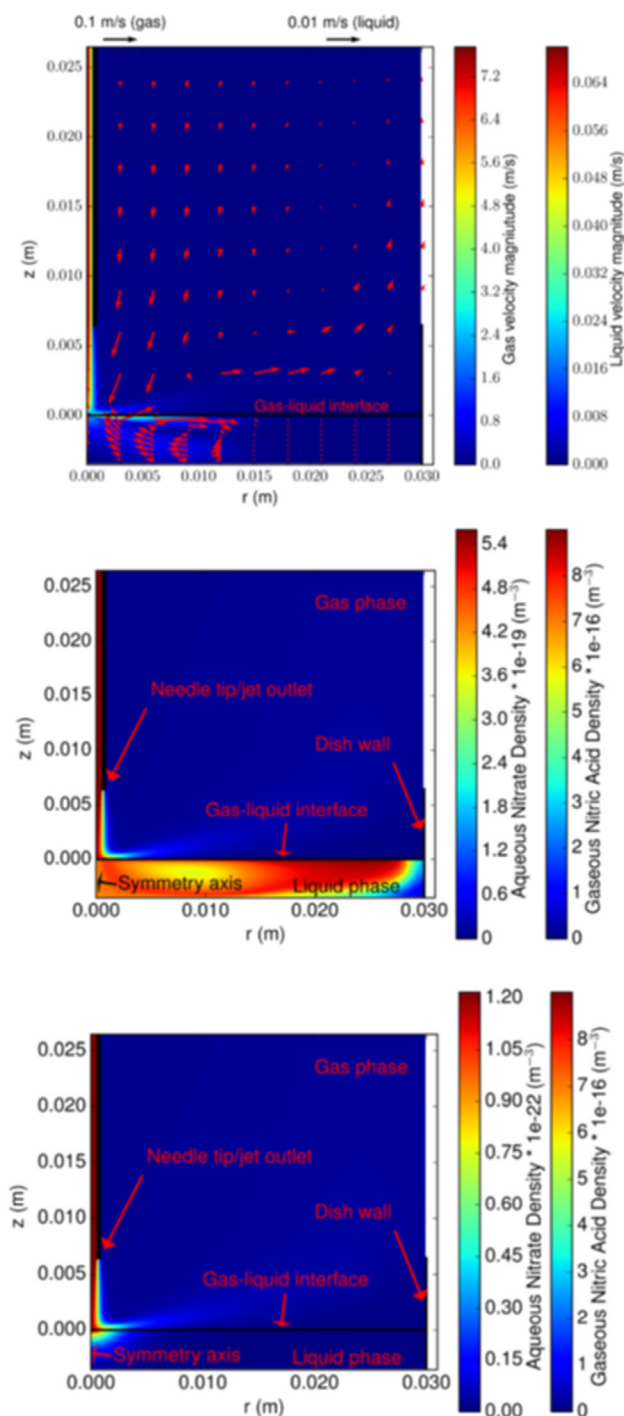 0.1 m/s (gas) 0.01 m/s (liquid)
0.025
0.020
0.015
0.010
0.005
0.000
z (m)
Gas-liquid interface
0.000 0.005 0.010 0.015 0.020 0.025 0.030
r (m)
7.2
6.4
5.6
4.8
4.0
3.2
2.4
1.6
0.8
0.0
Gas velocity magniutude (m/s)
0.064
0.056
0.048
0.040
0.032
0.024
0.016
0.008
0.000
Liquid velocity magnitude (m/s)
0.025
0.020
0.015
0.010
0.005
0.000
z (m)
Gas phase
Needle tip/jet outlet
Dish wall
Gas-liquid interface
Symmetry axis
Liquid phase
0.000 0.010 0.020 0.030
r (m)
5.4
4.8
4.2
3.6
3.0
2.4
1.8
1.2
0.6
0
Aqueous Nitrate Density * 1e-19 (m−3)
8
7
6
5
4
3
2
1
0
Gaseous Nitric Acid Density * 1e-16 (m−3)
0.025
0.020
0.015
0.010
0.005
0.000
z (m)
Gas phase
Needle tip/jet outlet
Dish wall
Gas-liquid interface
Symmetry axis
Liquid phase
0.000 0.010 0.020 0.030
r (m)
1.20
1.05
0.90
0.75
0.60
0.45
0.30
0.15
0.00
Aqueous Nitrate Density * 1e-22 (m−3)
8
7
6
5
4
3
2
1
0
Gaseous Nitric Acid Density * 1e-16 (m−3)